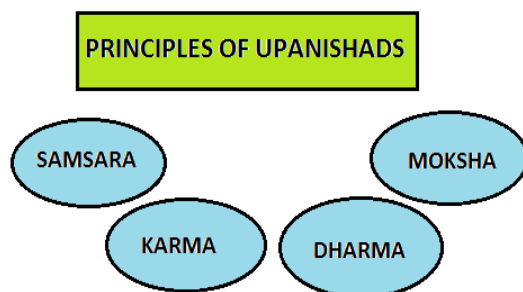 PRINCIPLES OF UPANISHADS
SAMSARA
MOKSHA
KARMA
DHARMA